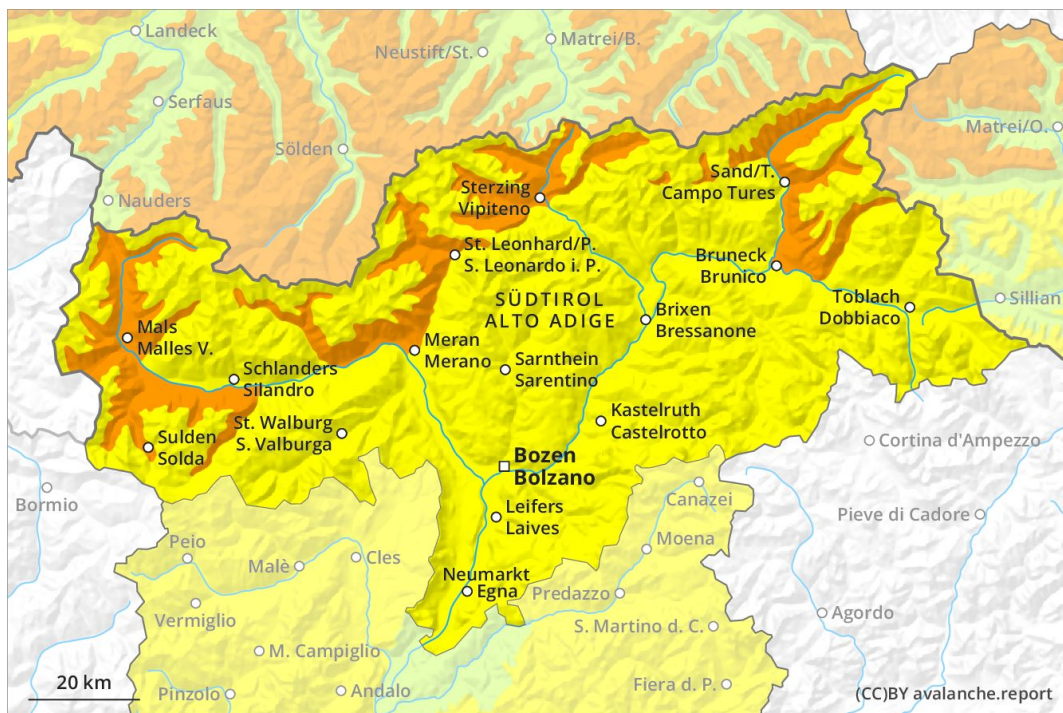 Landeck
Matrei/B.
Neustift/St.
Serfaus
Matrei/O.
Sölden
Sand/T.
Campo Tures
Sterzing
Vipiteno
Nauders
St. Leonhard/P.
S. Leonardo i. P.
Bruneck
Brunico
SÜDTIROL
ALTO ADIGE
Toblach
Dobbiaco
Sillian
Brixen
Bressanone
Mals
Malles V.
Meran
Merano
Sarnthein
Sarentino
Schlanders
Silandro
Kastelruth
Castelrotto
St. Walburg
S. Valburga
Sulden
Solda
Cortina d'Ampezzo
Bozen
Bolzano
Canazei
Bormio
Leifers
Laives
Pieve di Cadore
Moena
Peio
Cles
Malè
Neumarkt
Egna
Predazzo
Vermiglio
Agordo
S. Martino d. C.
M. Campiglio
20 km
Pinzolo
Andalo
Fiera d. P.
(CC)BY avalanche.report